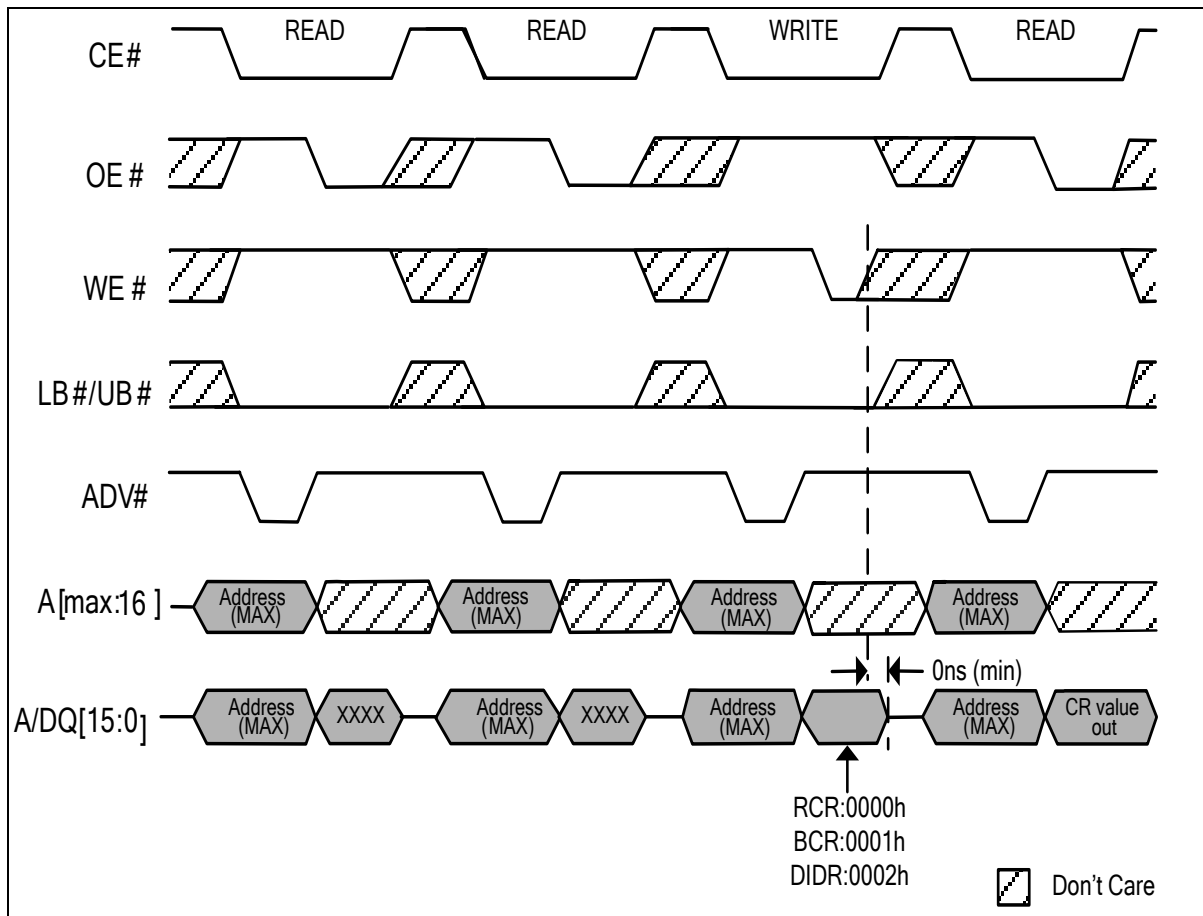 CE# READ READ WRITE READ
OE #
WE #
LB #/UB #
ADV#
A[max:16 ] Address (MAX) Address (MAX) Address (MAX) Address (MAX)
0ns (min)
A/DQ[15:0] Address (MAX) XXXX Address (MAX) XXXX Address (MAX) Address (MAX) CR value out
RCR:0000h
BCR:0001h
DIDR:0002h
Don't Care